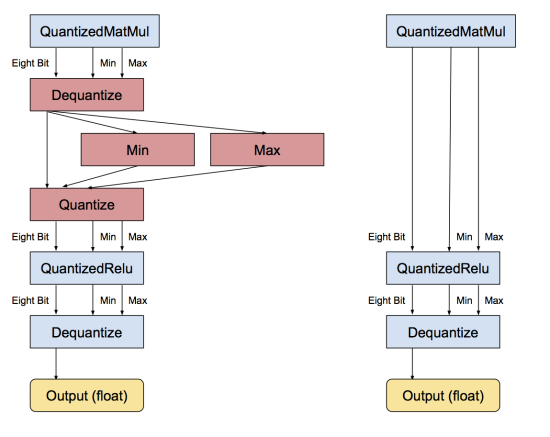 QuantizedMatMul
Eight Bit Min Max
Dequantize
Min Max
Quantize
Eight Bit Min Max
QuantizedRelu
Eight Bit Min Max
Dequantize
Output (float)
QuantizedMatMul
Eight Bit Min Max
QuantizedRelu
Eight Bit Min Max
Dequantize
Output (float)